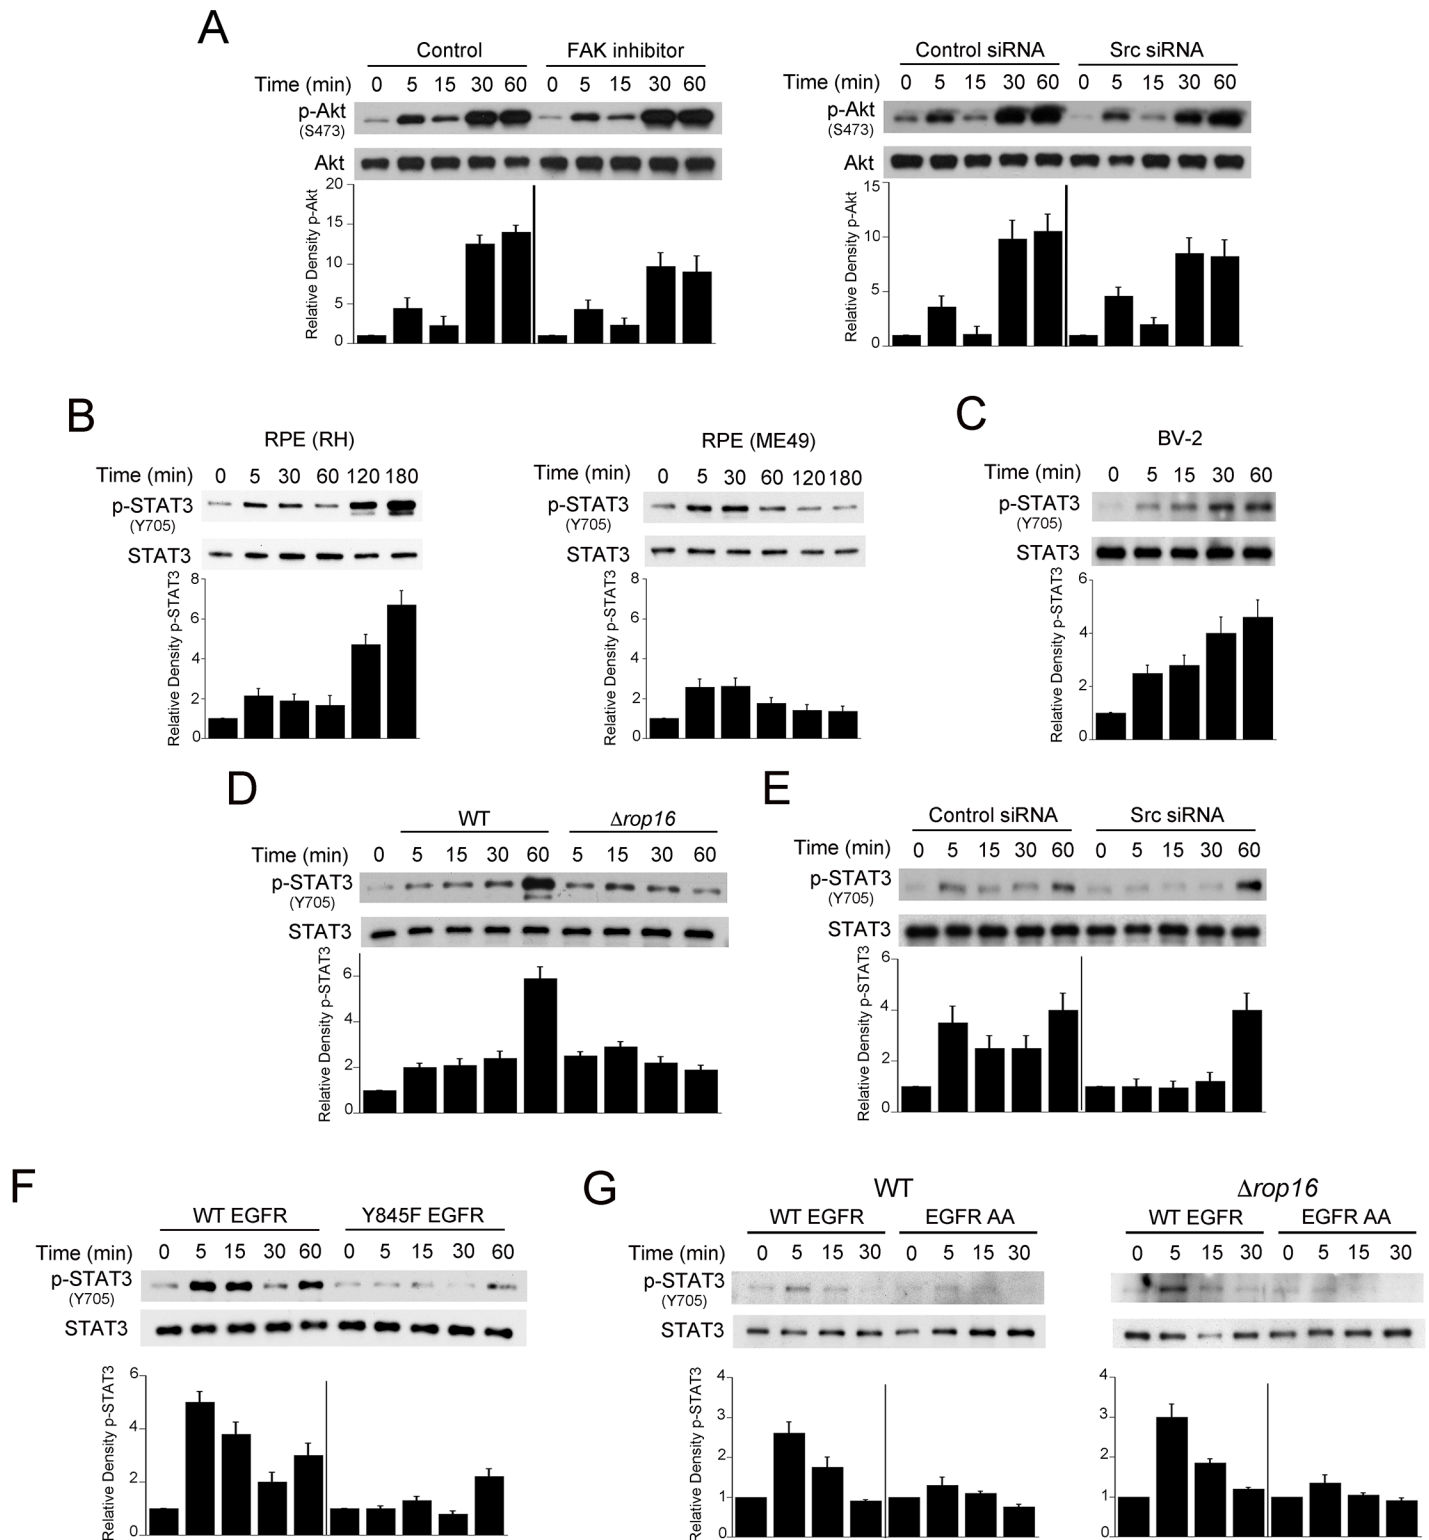 A
Control FAK inhibitor
Time (min) 0 5 15 30 60 0 5 15 30 60
p-Akt
(S473)
Akt
Relative Density p-Akt
20
15
10
5
0
Control siRNA Src siRNA
Time (min) 0 5 15 30 60 0 5 15 30 60
p-Akt
(S473)
Akt
Relative Density p-Akt
15
10
5
0
B
RPE (RH)
Time (min) 0 5 30 60 120 180
p-STAT3
(Y705)
STAT3
Relative Density p-STAT3
8
6
4
2
0
RPE (ME49)
Time (min) 0 5 30 60 120 180
p-STAT3
(Y705)
STAT3
Relative Density p-STAT3
8
6
4
2
0
C
BV-2
Time (min) 0 5 15 30 60
p-STAT3
(Y705)
STAT3
Relative Density p-STAT3
6
4
2
0
D
WT Δrop16
Time (min) 0 5 15 30 60 5 15 30 60
p-STAT3
(Y705)
STAT3
Relative Density p-STAT3
6
4
2
0
E
Control siRNA Src siRNA
Time (min) 0 5 15 30 60 0 5 15 30 60
p-STAT3
(Y705)
STAT3
Relative Density p-STAT3
6
4
2
0
F
WT EGFR Y845F EGFR
Time (min) 0 5 15 30 60 0 5 15 30 60
p-STAT3
(Y705)
STAT3
Relative Density p-STAT3
6
4
2
0
G
WT Δrop16
WT EGFR EGFR AA WT EGFR EGFR AA
Time (min) 0 5 15 30 0 5 15 30 0 5 15 30 0 5 15 30
p-STAT3
(Y705)
STAT3
Relative Density p-STAT3
4
3
2
1
0
4
3
2
1
0